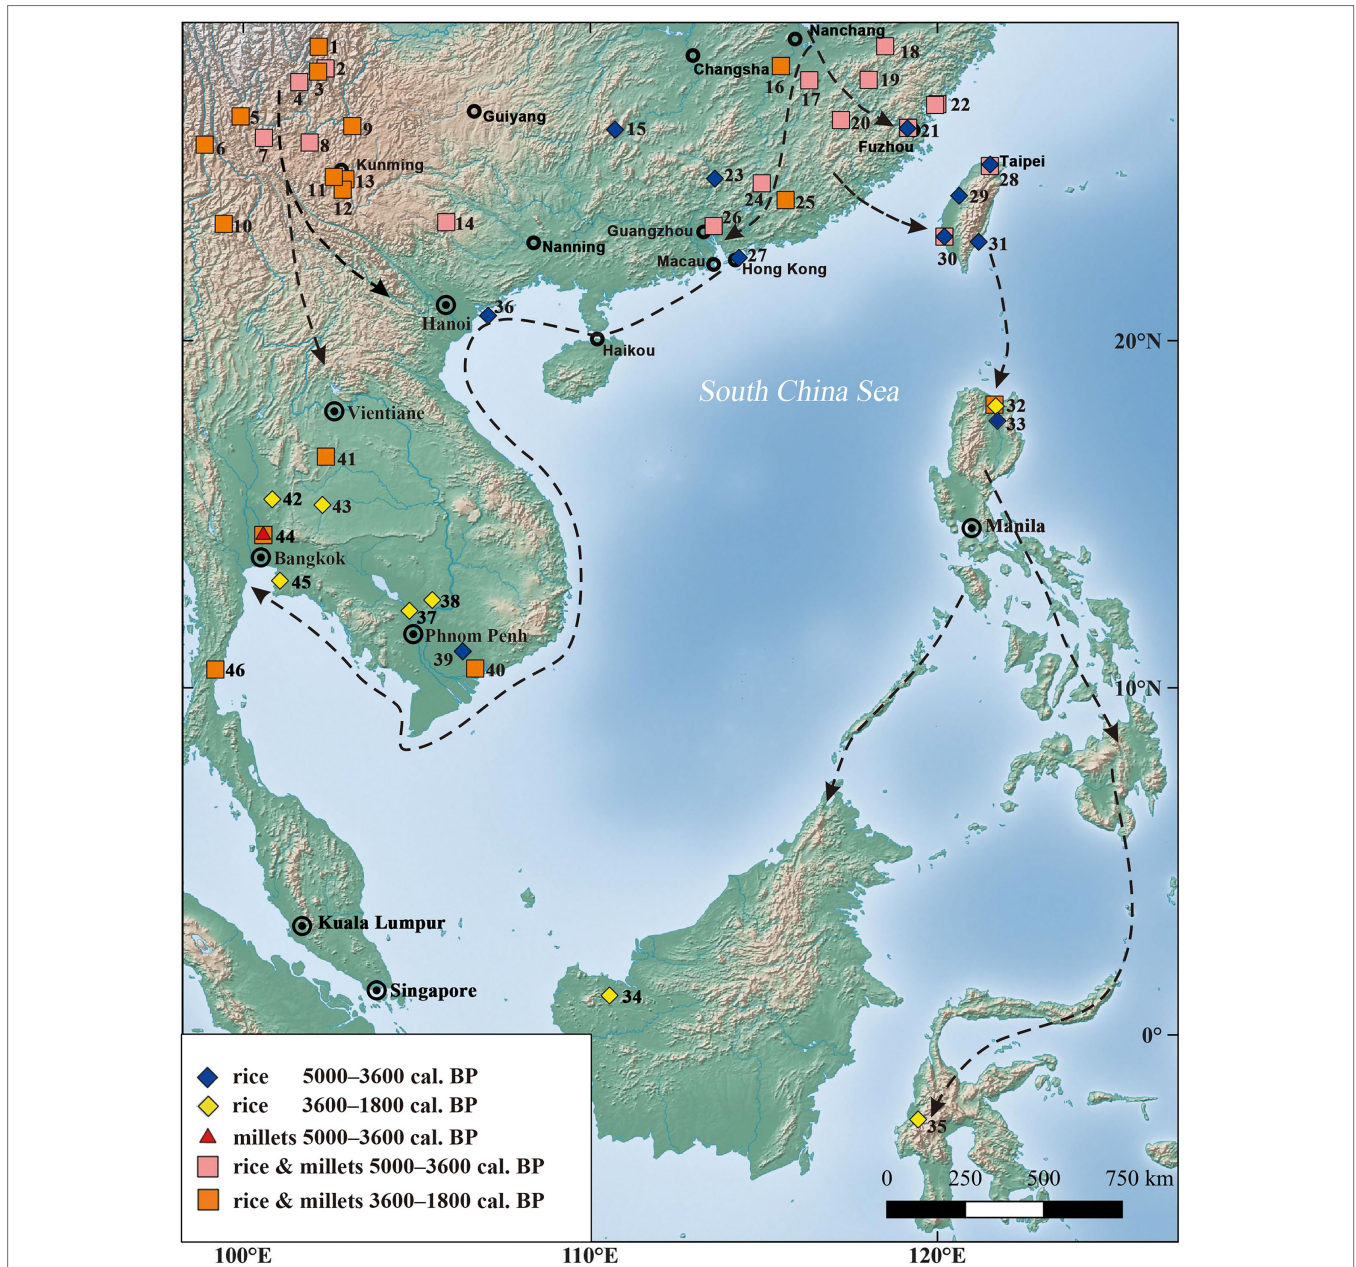 Nanchang
1
18
2
Changsha
3
16
19
4
17
22
5
Guiyang
20
9
15
21
6
7
8
Fuzhou
Kunming
Taipei
13
11
23
28
12
24
29
25
10
14
26
Guangzhou
Nanning
31
30
27
Macau
Hong Kong
36
Hanoi
20°N
Haikou
South China Sea
32
Vientiane
33
41
42
43
Manila
44
Bangkok
45
38
37
Phnom Penh
39
46
40
10°N
Kuala Lumpur
Singapore
34
0°
rice 5000–3600 cal. BP
rice 3600–1800 cal. BP
35
millets 5000–3600 cal. BP
rice & millets 5000–3600 cal. BP
0 250 500 750 km
rice & millets 3600–1800 cal. BP
100°E
110°E
120°E